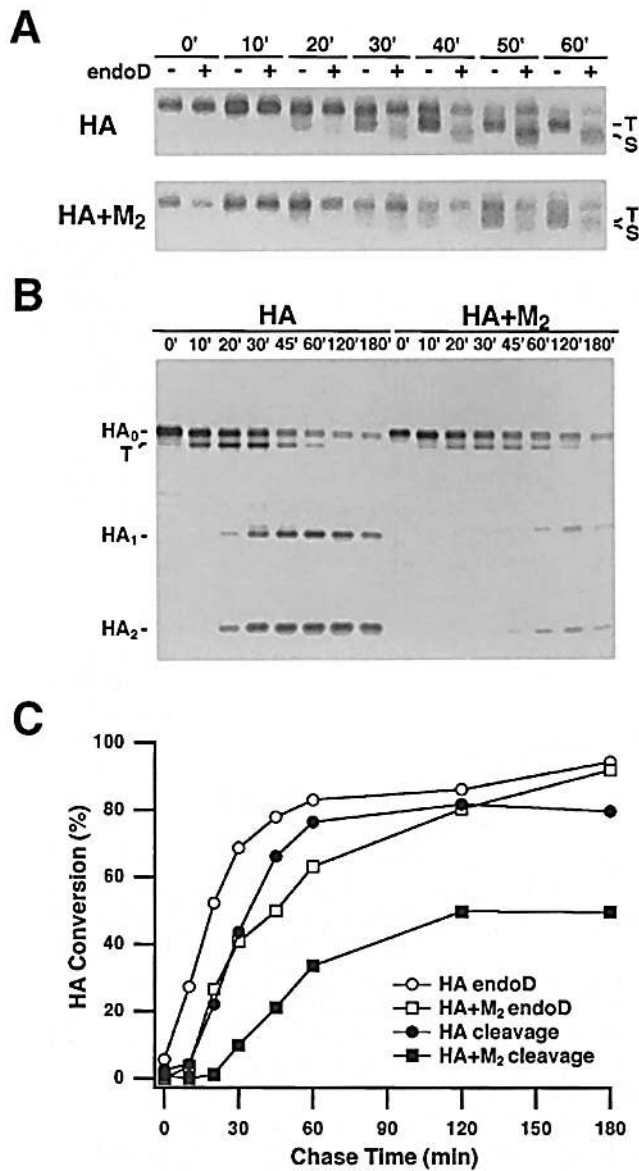 A
0' 10' 20' 30' 40' 50' 60'
endoD - + - + - + - + - + - + - +
HA
T
S
HA+M₂
T
S
B
HA HA+M₂
0' 10' 20' 30' 45' 60' 120' 180' 0' 10' 20' 30' 45' 60' 120' 180'
HA₀-
T
HA₁-
HA₂-
C
100
80
60
40
20
0
HA Conversion (%)
HA endoD
HA+M₂ endoD
HA cleavage
HA+M₂ cleavage
0 30 60 90 120 150 180
Chase Time (min)